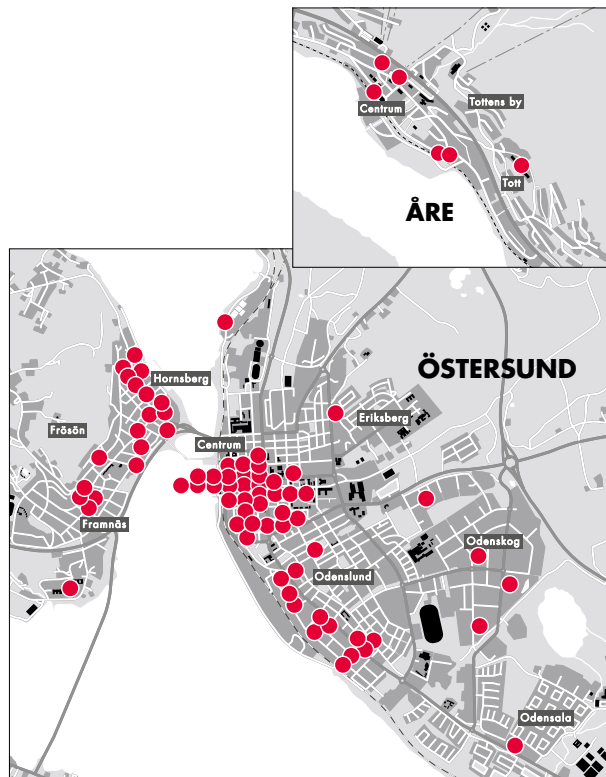 Tottens by
Centrum
Tott
ÅRE
ÖSTERSUND
Hornsberg
Eriksberg
Frösön
Centrum
Framnäs
Odenskog
Odenslund
Odensala